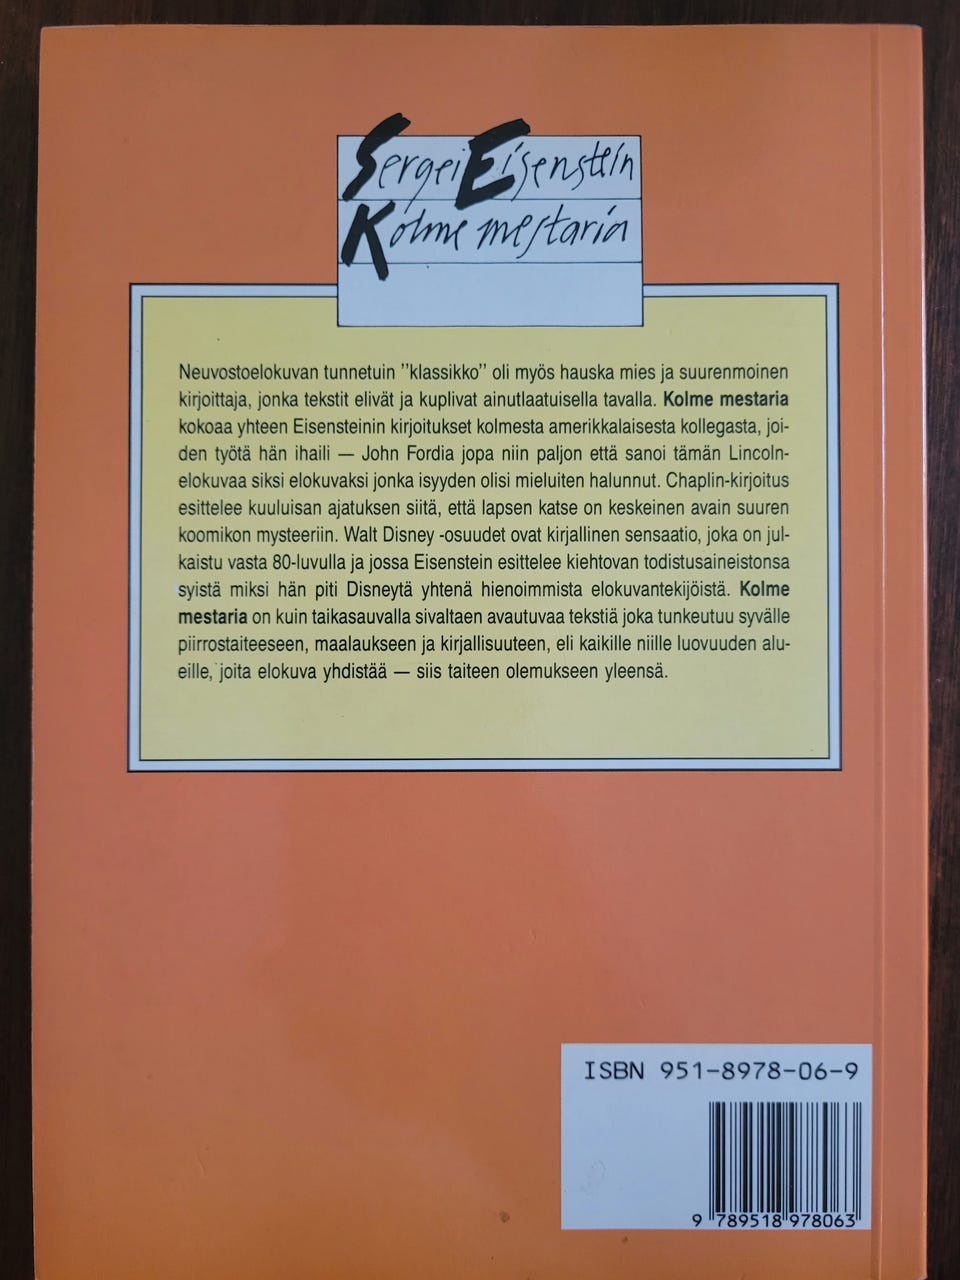 Sergei Eisenstein
Kolme mestaria
Neuvostoelokuvan tunnetuin ”klassikko” oli myös hauska mies ja suurenmoinen
kirjoittaja, jonka tekstit elivät ja kuplivat ainutlaatuisella tavalla. Kolme mestaria
kokoaa yhteen Eisensteinin kirjoitukset kolmesta amerikkalaisesta kollegasta, joi-
den työtä hän ihaili — John Fordia jopa niin paljon että sanoi tämän Lincoln-
elokuvaa siksi elokuvaksi jonka isyyden olisi mieluiten halunnut. Chaplin-kirjoitus
esittelee kuuluisan ajatuksen siitä, että lapsen katse on keskeinen avain suuren
koomikon mysteeriin. Walt Disney -osuudet ovat kirjallinen sensaatio, joka on jul-
kaistu vasta 80-luvulla ja jossa Eisenstein esittelee kiehtovan todistusaineistonsa
syistä miksi hän piti Disneytä yhtenä hienoimmista elokuvantekijöistä. Kolme
mestaria on kuin taikasauvalla sivaltaen avautuvaa tekstiä joka tunkeutuu syvälle
piirrostaiteeseen, maalaukseen ja kirjallisuuteen, eli kaikille niille luovuuden alu-
eille, joita elokuva yhdistää — siis taiteen olemukseen yleensä.
ISBN 951-8978-06-9
9 789518 978063